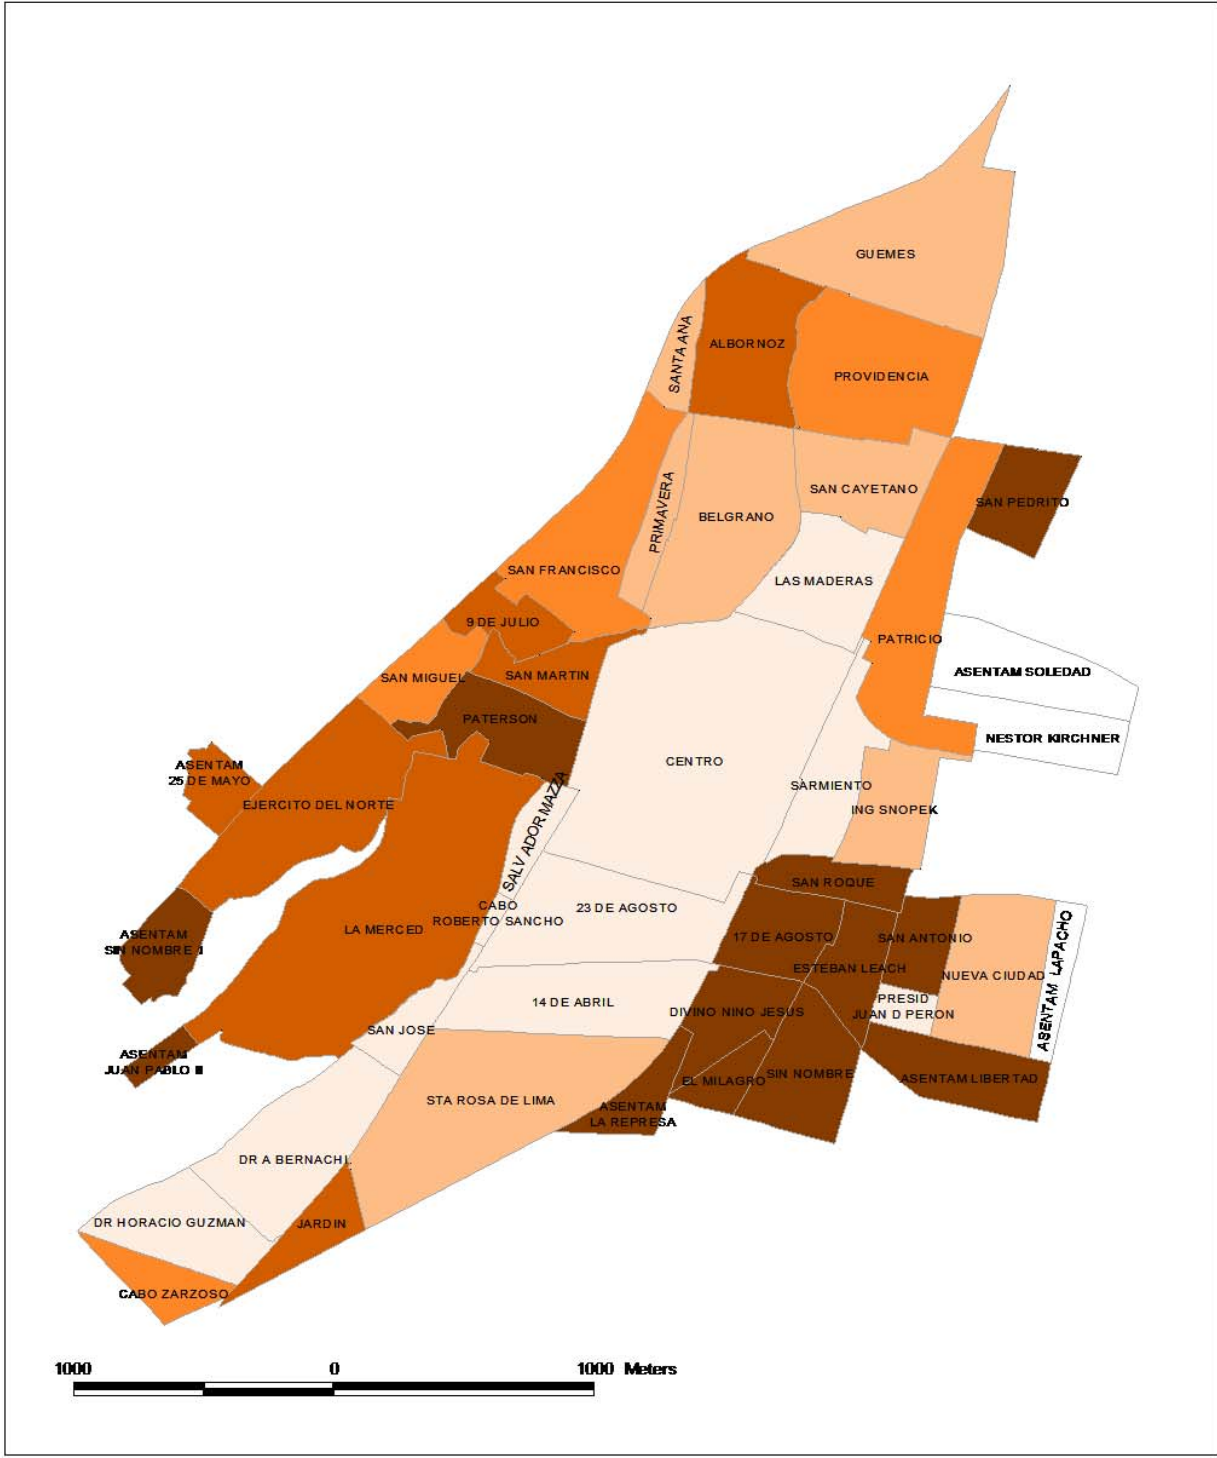 GUEMES
SANTA ANA
ALBORNOZ
PROVIDENCIA
PRIMAVERA
BELGRANO
SAN CAYETANO
SAN PEDRITO
SAN FRANCISCO
LAS MADERAS
9 DE JULIO
PATRICIO
SAN MIGUEL
SAN MARTIN
ASENTAM SOLEDAD
PATERSON
NESTOR KIRCHNER
CENTRO
ASENTAM
25 DE MAYO
SARMIENTO
EJERCITO DEL NORTE
ING SNOPEK
SALVADOR MAZZA
SAN ROQUE
CABO
ROBERTO SANCHO
23 DE AGOSTO
LA MERCED
17 DE AGOSTO
SAN ANTONIO
ASENTAM
SIN NOMBRE I
ESTEBAN LEACH
NUEVA CIUDAD
ASENTAM LAPACHO
14 DE ABRIL
DIVINO NINO JESUS
PRESID
JUAN D PERON
SAN JOSE
ASENTAM
JUAN PABLO II
EL MILAGRO
SIN NOMBRE
ASENTAM LIBERTAD
STA ROSA DE LIMA
ASENTAM
LA REPRESA
DR A BERNACHI
DR HORACIO GUZMAN
JARDIN
CABO ZARZOSO
1000 0 1000 Meters